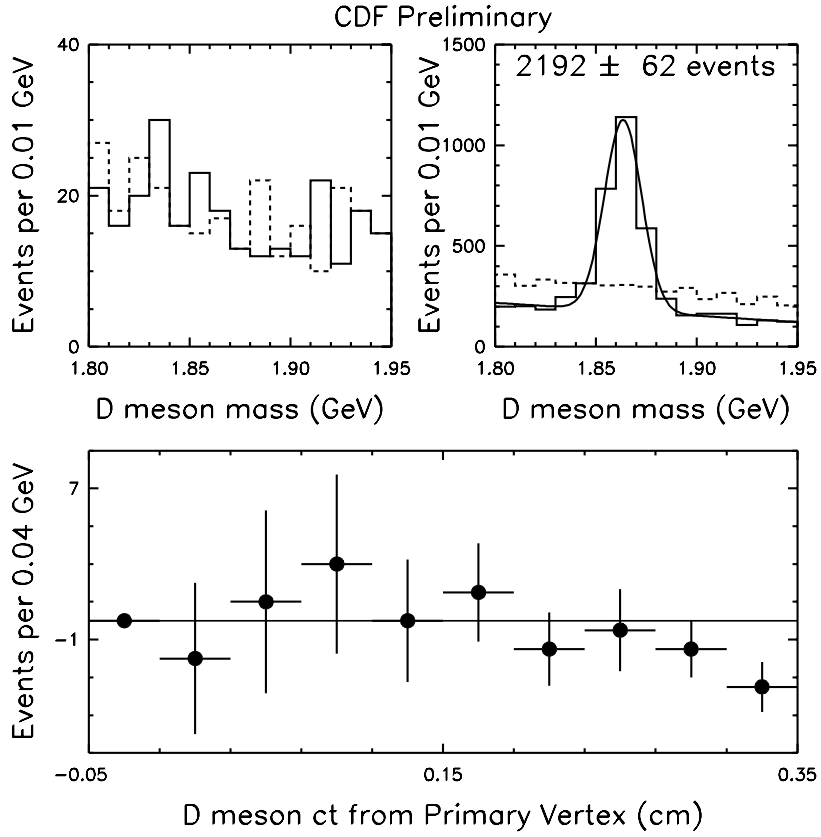 CDF Preliminary
40
20
0
Events per 0.01 GeV
1.80 1.85 1.90 1.95
D meson mass (GeV)
1500
1000
500
0
Events per 0.01 GeV
2192 ± 62 events
1.80 1.85 1.90 1.95
D meson mass (GeV)
7
−1
Events per 0.04 GeV
−0.05 0.15 0.35
D meson ct from Primary Vertex (cm)